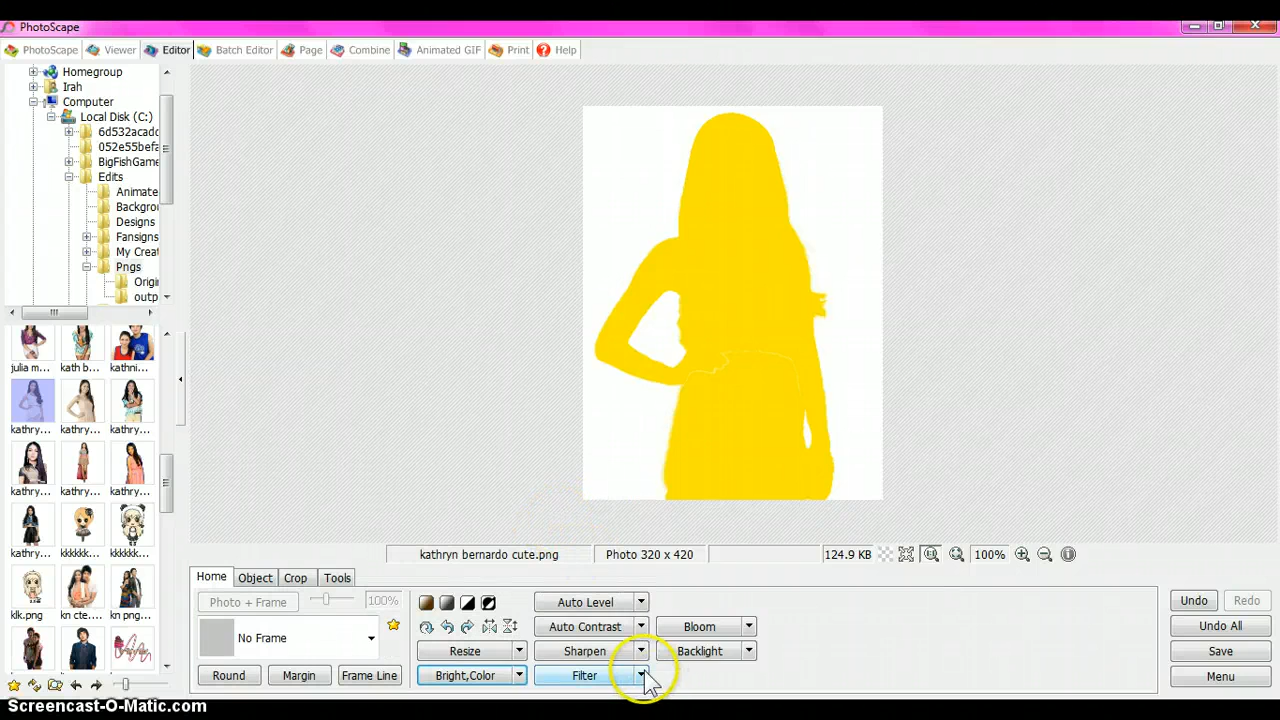 PhotoScape
PhotoScape Viewer Editor Batch Editor Page Combine Animated GIF Print Help
Homegroup
Irah
Computer
Local Disk (C:)
6d532acadc
052e55befa
BigFishGame
Edits
Animate
Backgro
Designs
Fansigns
My Crea
Pngs
Origi
outp
julia m... kath b... kathni...
kathry... kathry... kathry...
kathry... kathry... kathry...
kathry... kkkkkk... kkkkkk...
klk.png kn cte.... kn png...
kathryn bernardo cute.png Photo 320 x 420 124.9 KB 100%
Home Object Crop Tools
Photo + Frame 100%
No Frame
Round Margin Frame Line
Auto Level
Auto Contrast Bloom
Resize Sharpen Backlight
Bright,Color Filter
Undo Redo
Undo All
Save
Menu
Screencast-O-Matic.com